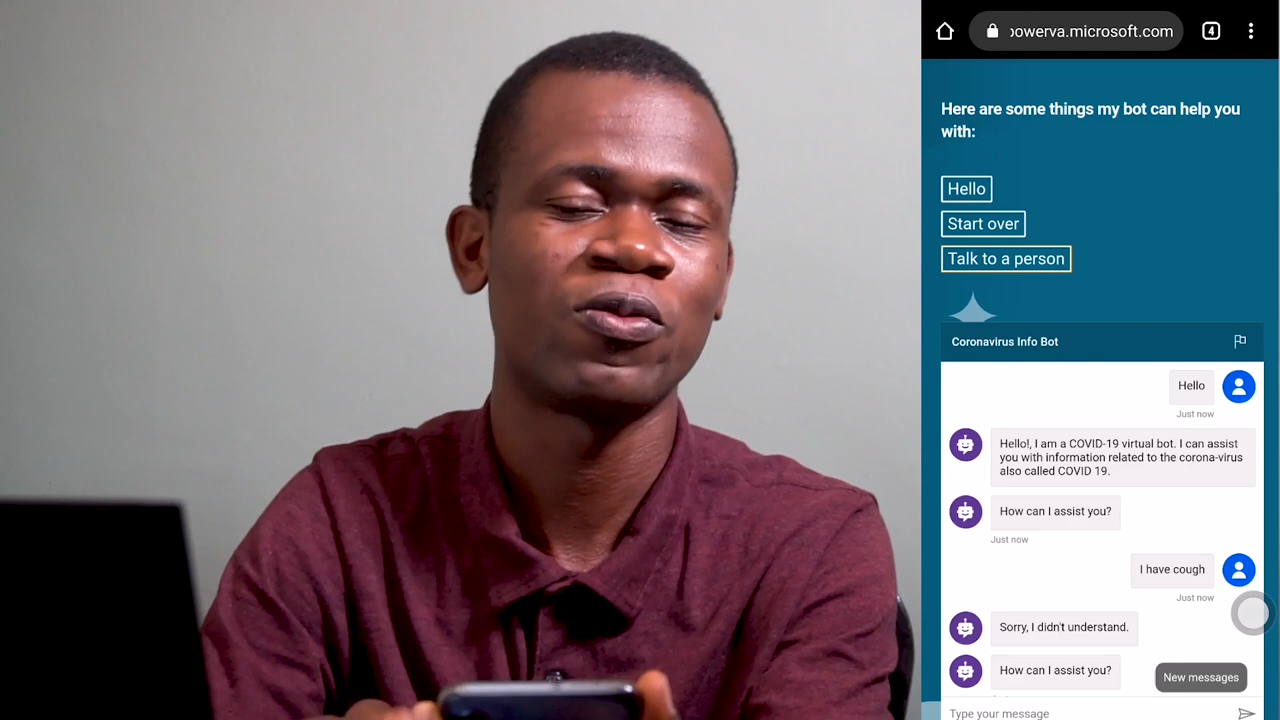 powerva.microsoft.com
4
Here are some things my bot can help you
with:
Hello
Start over
Talk to a person
Coronavirus Info Bot
Hello
Just now
Hello!, I am a COVID-19 virtual bot. I can assist
you with information related to the corona-virus
also called COVID 19.
How can I assist you?
Just now
I have cough
Just now
Sorry, I didn't understand.
How can I assist you?
New messages
Type your message